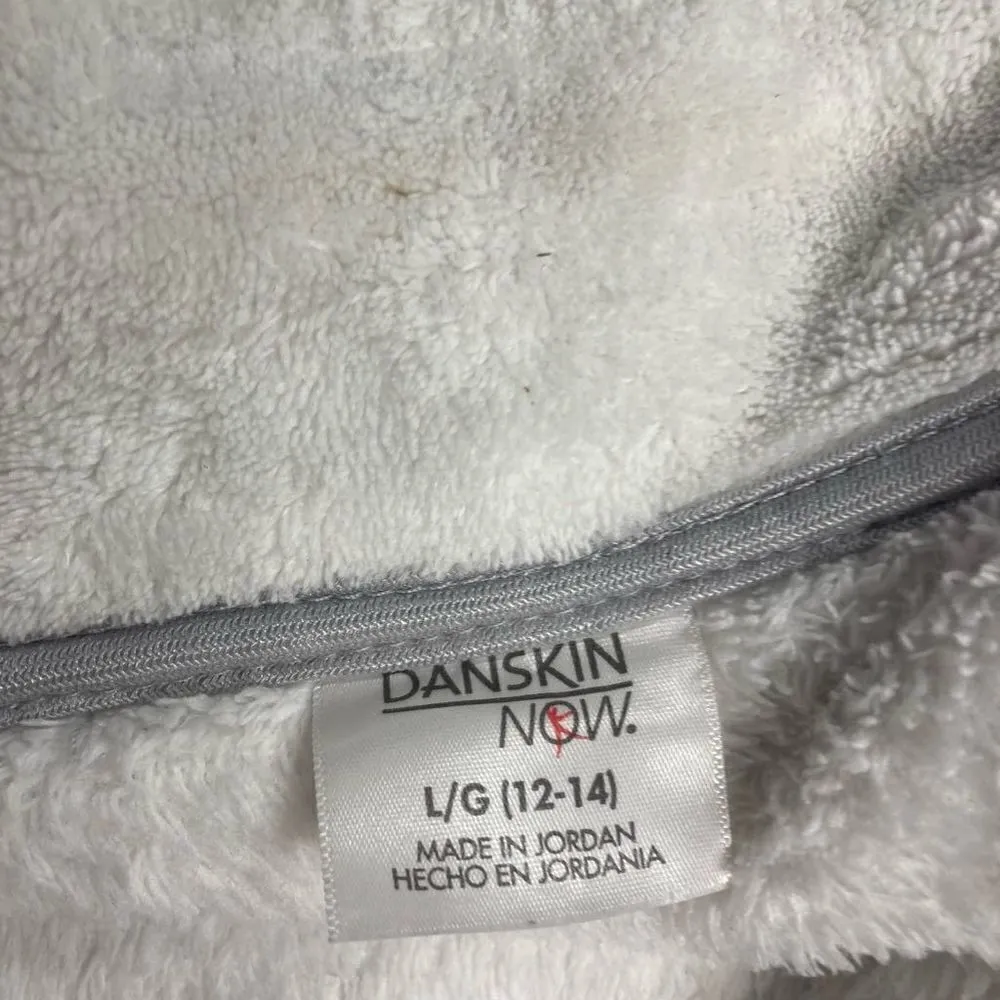 DANSKIN
NOW.
L/G (12-14)
MADE IN JORDAN
HECHO EN JORDANIA